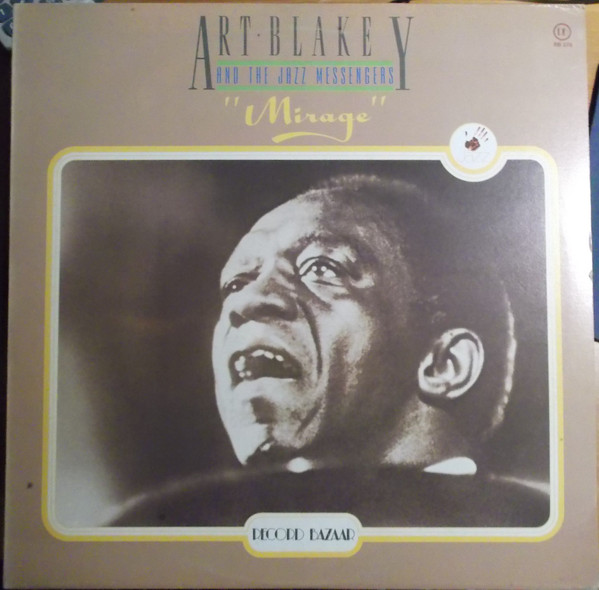 ART·BLAKEY
AND THE JAZZ MESSENGERS
"Mirage"
RECORD BAZAAR